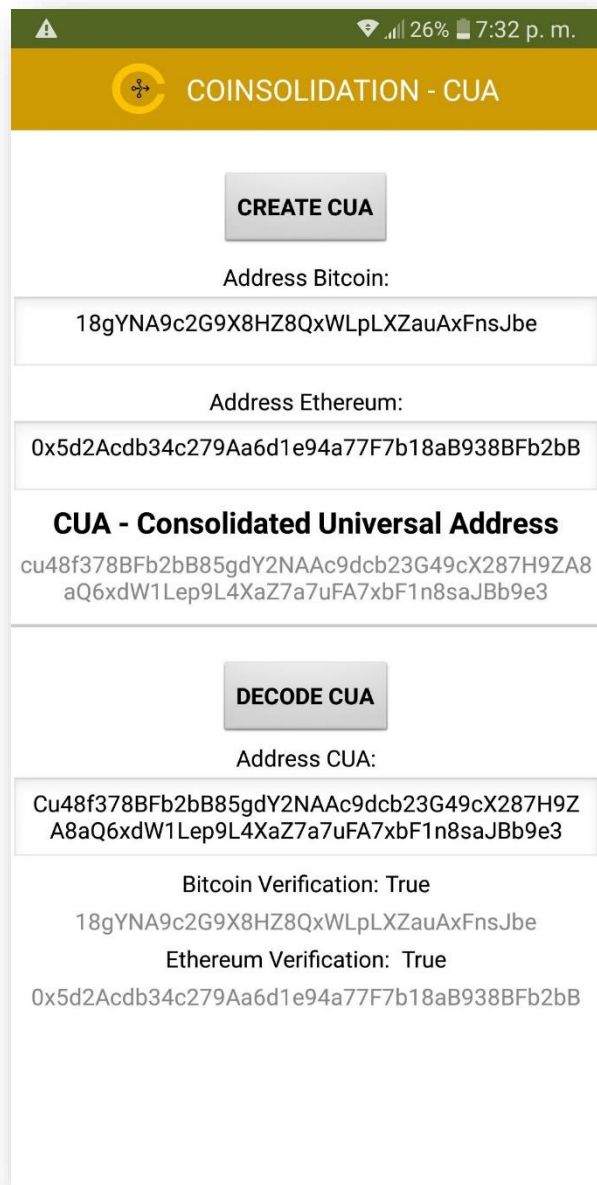 26% 7:32 p. m.
COINSOLIDATION - CUA
CREATE CUA
Address Bitcoin:
18gYNA9c2G9X8HZ8QxWLpLXZauAxFnsJbe
Address Ethereum:
0x5d2Acdb34c279Aa6d1e94a77F7b18aB938BFb2bB
CUA - Consolidated Universal Address
cu48f378BFb2bB85gdY2NAAc9dcb23G49cX287H9ZA8
aQ6xdW1Lep9L4XaZ7a7uFA7xbF1n8saJBb9e3
DECODE CUA
Address CUA:
Cu48f378BFb2bB85gdY2NAAc9dcb23G49cX287H9Z
A8aQ6xdW1Lep9L4XaZ7a7uFA7xbF1n8saJBb9e3
Bitcoin Verification: True
18gYNA9c2G9X8HZ8QxWLpLXZauAxFnsJbe
Ethereum Verification: True
0x5d2Acdb34c279Aa6d1e94a77F7b18aB938BFb2bB